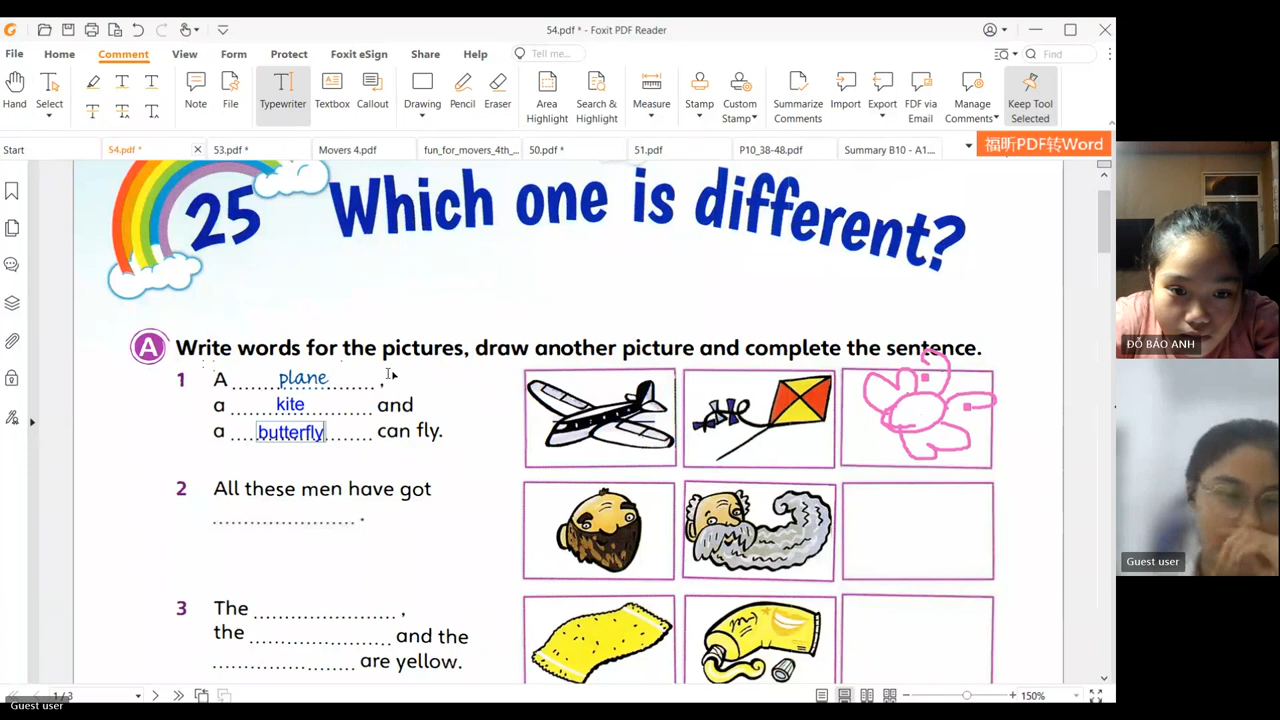 54.pdf * - Foxit PDF Reader
File Home Comment View Form Protect Foxit eSign Share Help Tell me... Find
Hand Select Note File Typewriter Textbox Callout Drawing Pencil Eraser Area Highlight Search & Highlight Measure Stamp Custom Stamp Summarize Comments Import Export FDF via Email Manage Comments Keep Tool Selected
Start 54.pdf * 53.pdf * Movers 4.pdf fun_for_movers_4th_... 50.pdf * 51.pdf P10_38-48.pdf Summary B10 - A1... 福昕PDF转Word
25 Which one is different?
A Write words for the pictures, draw another picture and complete the sentence.
1 A ..... plane ..... ,
a ..... kite ..... and
a ..... butterfly ..... can fly.
2 All these men have got
..................... .
3 The ..................... ,
the ..................... and the
..................... are yellow.
ĐỖ BẢO ANH
Guest user
1 / 3
150%
Guest user